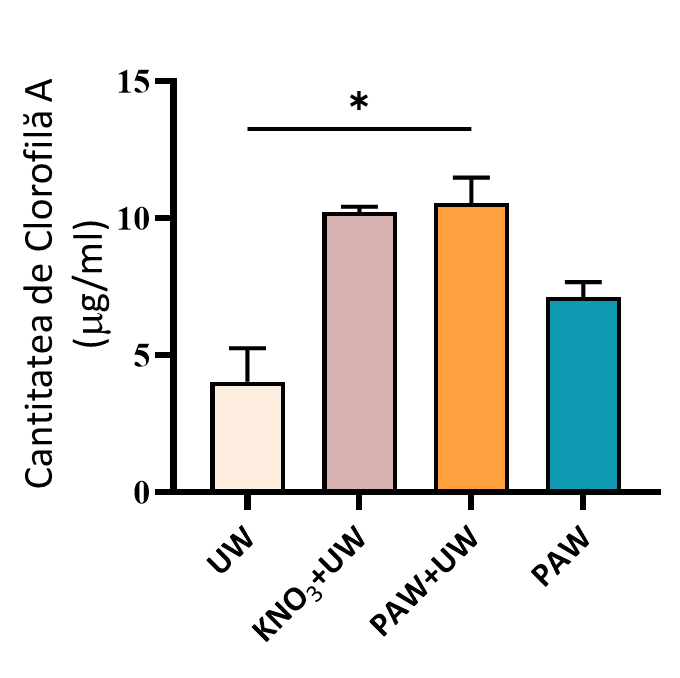 Cantitatea de Clorofilă A
(µg/ml)
15
10
5
0
*
UW
KNO₃+UW
PAW+UW
PAW